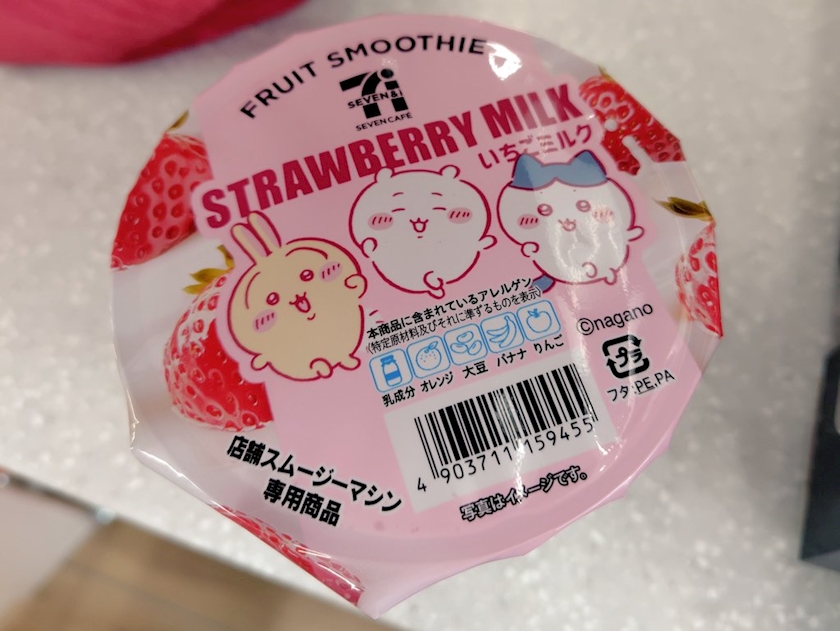 FRUIT SMOOTHIE
SEVEN&i
SEVEN CAFÉ
STRAWBERRY MILK
いちごミルク
本商品に含まれているアレルゲン
(特定原材料及びそれに準ずるものを表示)
乳成分 オレンジ 大豆 バナナ りんご
©nagano
プラ
フタ:PE,PA
4 903711 159455
店舗スムージーマシン
専用商品
写真はイメージです。